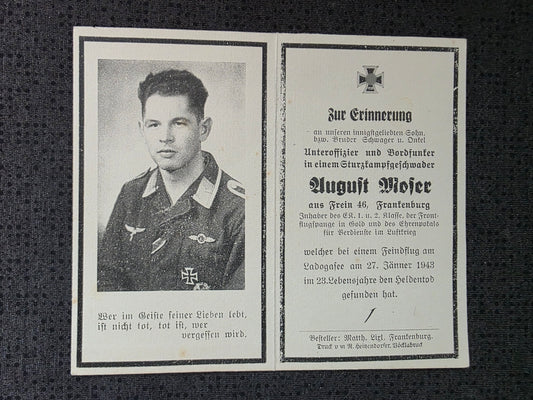 Wer im Geiste seiner Lieben lebt,
ist nicht tot, tot ist, wer
vergessen wird.
Zur Erinnerung
an unseren innigstgeliebten Sohn,
bzw. Bruder Schwager u. Onkel
Unteroffizier und Bordfunker
in einem Sturzkampfgeschwader
August Moser
aus Frein 46, Frankenburg
Inhaber des EK. 1. u. 2. Klasse, der Front-
flugspange in Gold und des Ehrenpokals
für Verdienste im Luftkrieg
welcher bei einem Feindflug am
Ladogasee am 27. Jänner 1943
im 23. Lebensjahre den Heldentod
gefunden hat.
Besteller: Matth. Lixl, Frankenburg.
Druck v m R. Heitzendorfer, Vöcklabruck